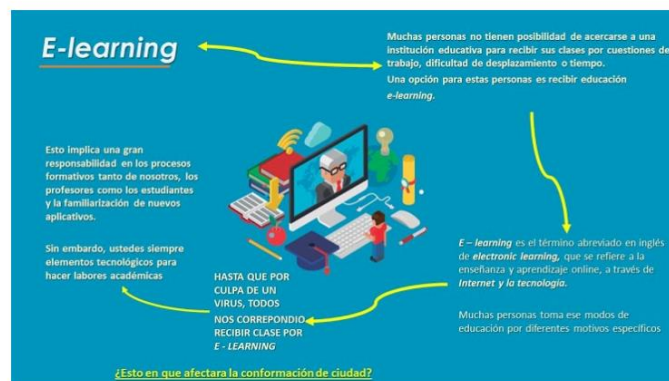 E-learning
Muchas personas no tienen posibilidad de acercarse a una
institución educativa para recibir sus clases por cuestiones de
trabajo, dificultad de desplazamiento o tiempo.
Una opción para estas personas es recibir educación
e-learning.
E – learning es el término abreviado en inglés
de electronic learning, que se refiere a la
enseñanza y aprendizaje online, a través de
Internet y la tecnología.
Muchas personas toma ese modos de
educación por diferentes motivos específicos
HASTA QUE POR
CULPA DE UN
VIRUS, TODOS
NOS CORREPONDIO
RECIBIR CLASE POR
E - LEARNING
Esto implica una gran
responsabilidad en los procesos
formativos tanto de nosotros, los
profesores como los estudiantes
y la familiarización de nuevos
aplicativos.
Sin embardo, ustedes siempre
elementos tecnológicos para
hacer labores académicas
¿Esto en que afectara la conformación de ciudad?